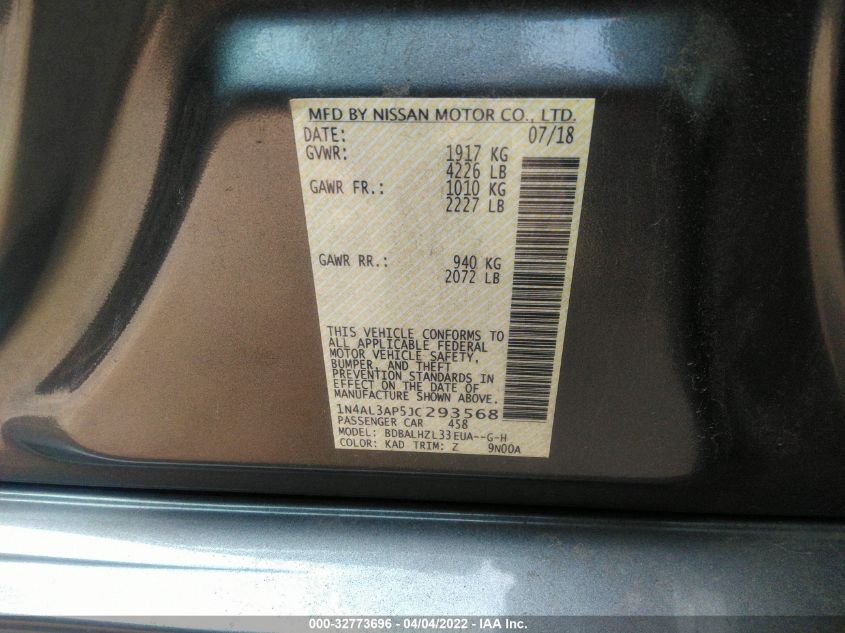 MFD BY NISSAN MOTOR CO., LTD.
DATE: 07/18
GVWR: 1917 KG
4226 LB
GAWR FR.: 1010 KG
2227 LB
GAWR RR.: 940 KG
2072 LB
THIS VEHICLE CONFORMS TO
ALL APPLICABLE FEDERAL
MOTOR VEHICLE SAFETY,
BUMPER, AND THEFT
PREVENTION STANDARDS IN
EFFECT ON THE DATE OF
MANUFACTURE SHOWN ABOVE.
1N4AL3AP5JC293568
PASSENGER CAR 458
MODEL: BDBALHZL33EUA--G-H
COLOR: KAD TRIM: Z 9N00A
000-32773696 - 04/04/2022 - IAA Inc.